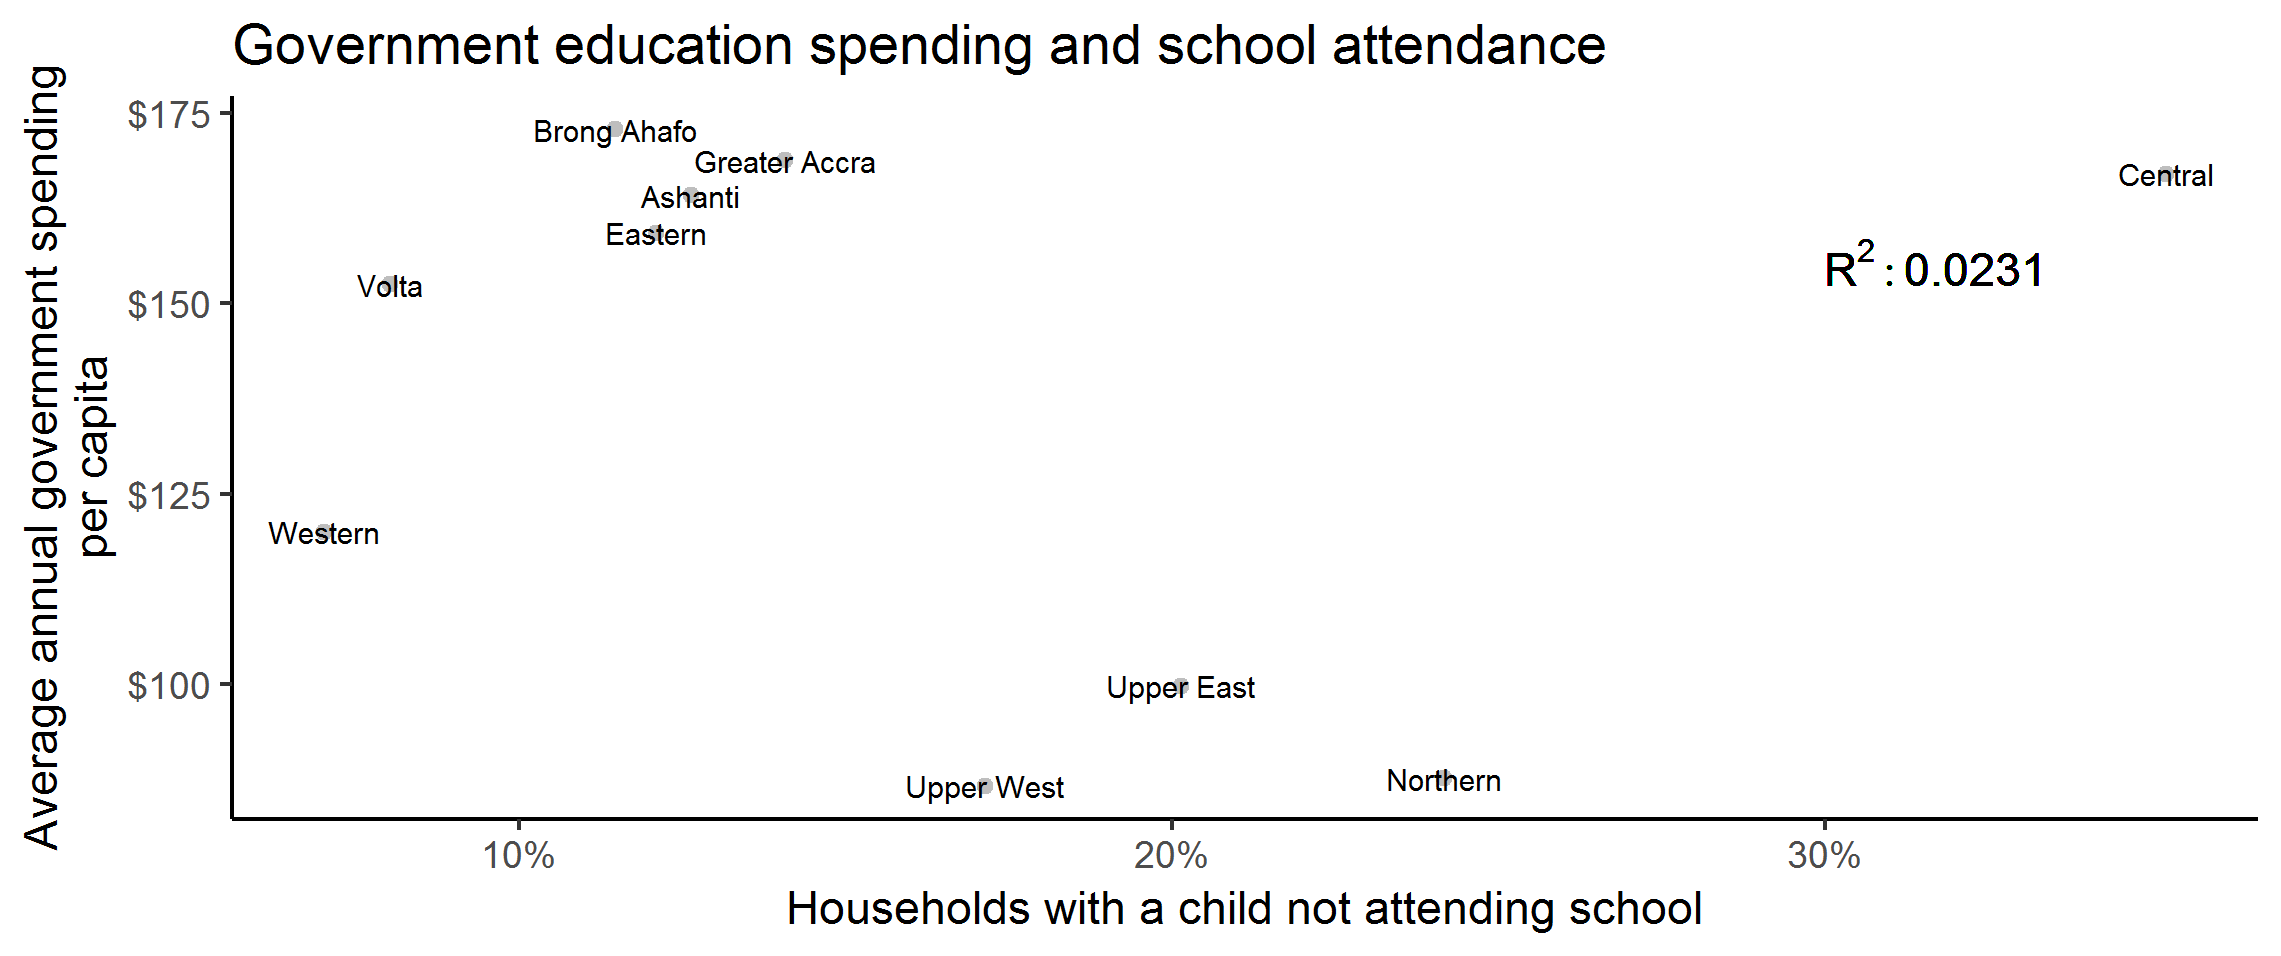 Government education spending and school attendance
Average annual government spending
per capita
$175
$150
$125
$100
Brong Ahafo
Greater Accra
Central
Ashanti
Eastern
R²: 0.0231
Volta
Western
Upper East
Northern
Upper West
10%
20%
30%
Households with a child not attending school